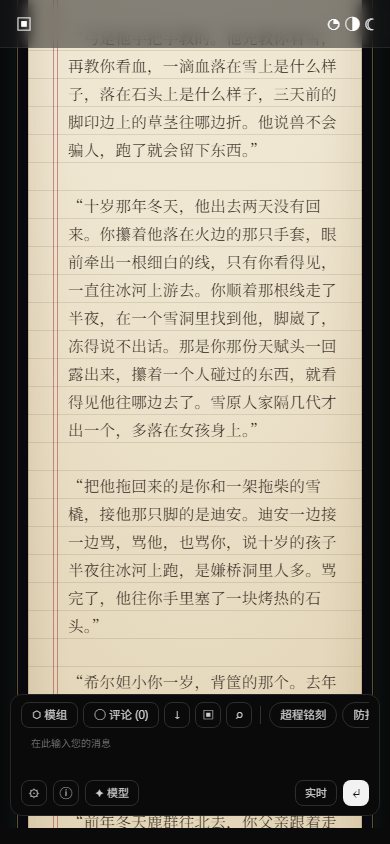 再教你看血，一滴血落在雪上是什么样
子，落在石头上是什么样子，三天前的
脚印边上的草茎往哪边折。他说兽不会
骗人，跑了就会留下东西。”
“十岁那年冬天，他出去两天没有回
来。你攥着他落在火边的那只手套，眼
前牵出一根细白的线，只有你看得见，
一直往冰河上游去。你顺着那根线走了
半夜，在一个雪洞里找到他，脚崴了，
冻得说不出话。那是你那份天赋头一回
露出来，攥着一个人碰过的东西，就看
得见他往哪边去了。雪原人家隔几代才
出一个，多落在女孩身上。”
“把他拖回来的是你和一架拖柴的雪
橇，接他那只脚的是迪安。迪安一边接
一边骂，骂他，也骂你，说十岁的孩子
半夜往冰河上跑，是嫌桥洞里人多。骂
完了，他往你手里塞了一块烤热的石
头。”
“希尔妲小你一岁，背筐的那个。去年
模组
评论 (0)
超程铭刻
在此输入您的消息
模型
实时
“前年冬天鹿群往北去，你父亲跟着走